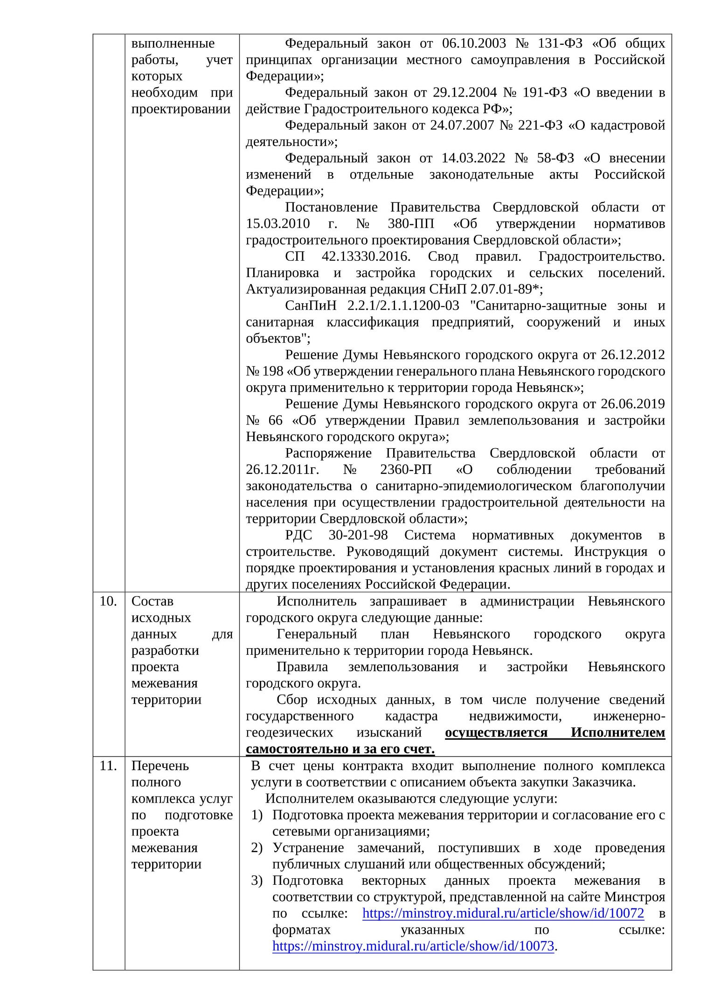 выполненные
работы, учет
которых
необходим при
проектировании
Федеральный закон от 06.10.2003 № 131-ФЗ «Об общих
принципах организации местного самоуправления в Российской
Федерации»;
Федеральный закон от 29.12.2004 № 191-ФЗ «О введении в
действие Градостроительного кодекса РФ»;
Федеральный закон от 24.07.2007 № 221-ФЗ «О кадастровой
деятельности»;
Федеральный закон от 14.03.2022 № 58-ФЗ «О внесении
изменений в отдельные законодательные акты Российской
Федерации»;
Постановление Правительства Свердловской области от
15.03.2010 г. № 380-ПП «Об утверждении нормативов
градостроительного проектирования Свердловской области»;
СП 42.13330.2016. Свод правил. Градостроительство.
Планировка и застройка городских и сельских поселений.
Актуализированная редакция СНиП 2.07.01-89*;
СанПиН 2.2.1/2.1.1.1200-03 "Санитарно-защитные зоны и
санитарная классификация предприятий, сооружений и иных
объектов";
Решение Думы Невьянского городского округа от 26.12.2012
№ 198 «Об утверждении генерального плана Невьянского городского
округа применительно к территории города Невьянск»;
Решение Думы Невьянского городского округа от 26.06.2019
№ 66 «Об утверждении Правил землепользования и застройки
Невьянского городского округа»;
Распоряжение Правительства Свердловской области от
26.12.2011г. № 2360-РП «О соблюдении требований
законодательства о санитарно-эпидемиологическом благополучии
населения при осуществлении градостроительной деятельности на
территории Свердловской области»;
РДС 30-201-98 Система нормативных документов в
строительстве. Руководящий документ системы. Инструкция о
порядке проектирования и установления красных линий в городах и
других поселениях Российской Федерации.
10.
Состав
исходных
данных для
разработки
проекта
межевания
территории
Исполнитель запрашивает в администрации Невьянского
городского округа следующие данные:
Генеральный план Невьянского городского округа
применительно к территории города Невьянск.
Правила землепользования и застройки Невьянского
городского округа.
Сбор исходных данных, в том числе получение сведений
государственного кадастра недвижимости, инженерно-
геодезических изысканий осуществляется Исполнителем
самостоятельно и за его счет.
11.
Перечень
полного
комплекса услуг
по подготовке
проекта
межевания
территории
В счет цены контракта входит выполнение полного комплекса
услуги в соответствии с описанием объекта закупки Заказчика.
Исполнителем оказываются следующие услуги:
1) Подготовка проекта межевания территории и согласование его с
сетевыми организациями;
2) Устранение замечаний, поступивших в ходе проведения
публичных слушаний или общественных обсуждений;
3) Подготовка векторных данных проекта межевания в
соответствии со структурой, представленной на сайте Минстроя
по ссылке: https://minstroy.midural.ru/article/show/id/10072 в
форматах указанных по ссылке:
https://minstroy.midural.ru/article/show/id/10073.